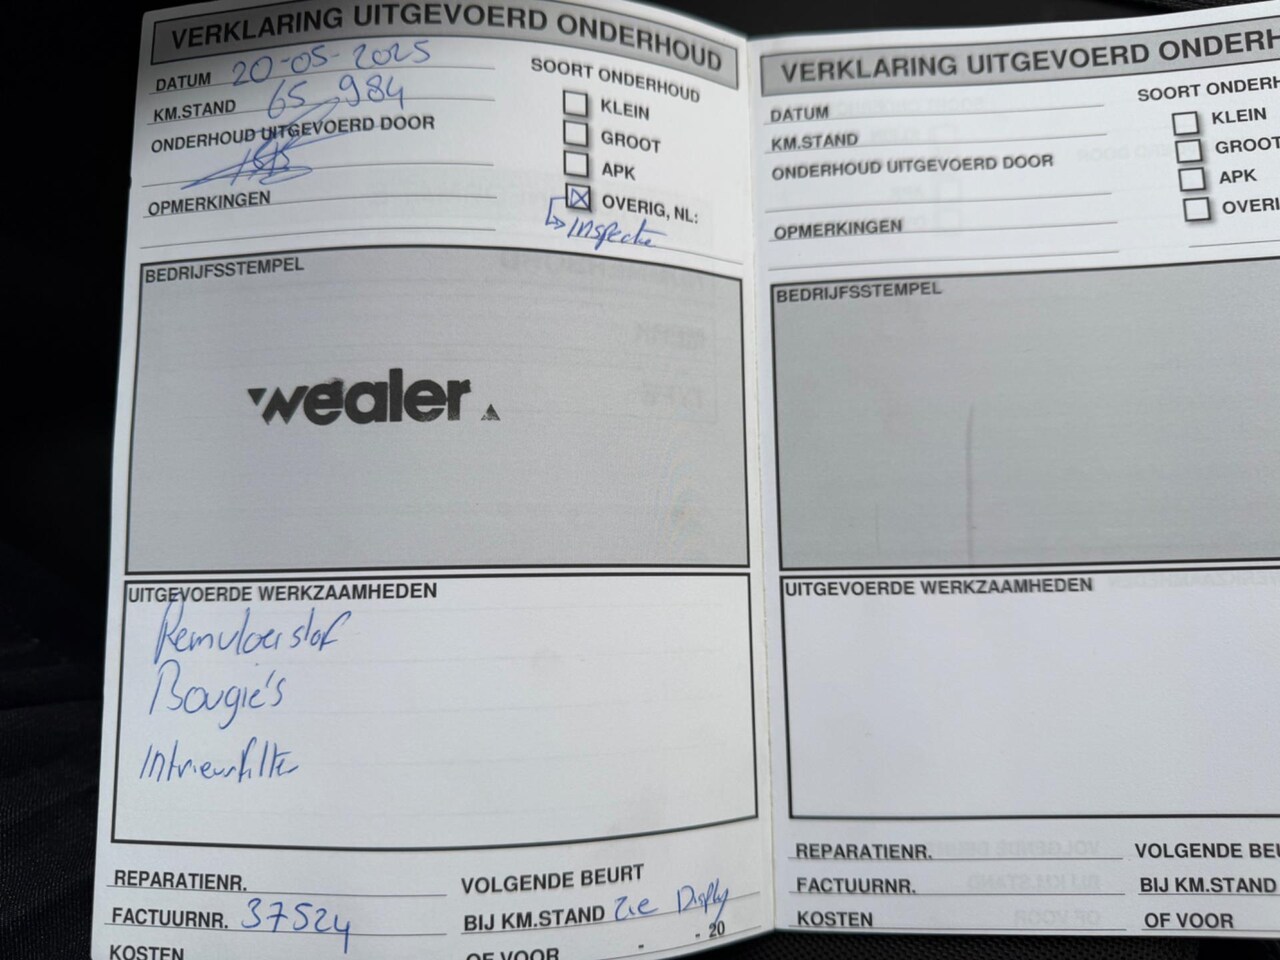 VERKLARING UITGEVOERD ONDERHOUD
DATUM 20-05-2025
KM.STAND 65 984
ONDERHOUD UITGEVOERD DOOR
OPMERKINGEN
SOORT ONDERHOUD
KLEIN
GROOT
APK
OVERIG, NL:
Inspectie
BEDRIJFSSTEMPEL
wealer
UITGEVOERDE WERKZAAMHEDEN
Remvloeistof
Bougie's
Intrieurfilter
REPARATIENR.
FACTUURNR. 37524
KOSTEN
VOLGENDE BEURT
BIJ KM.STAND Zie Display
OF VOOR - - 20
VERKLARING UITGEVOERD ONDERH
DATUM
KM.STAND
ONDERHOUD UITGEVOERD DOOR
OPMERKINGEN
SOORT ONDERH
KLEIN
GROOT
APK
OVERI
BEDRIJFSSTEMPEL
UITGEVOERDE WERKZAAMHEDEN
REPARATIENR.
FACTUURNR.
KOSTEN
VOLGENDE BEU
BIJ KM.STAND
OF VOOR